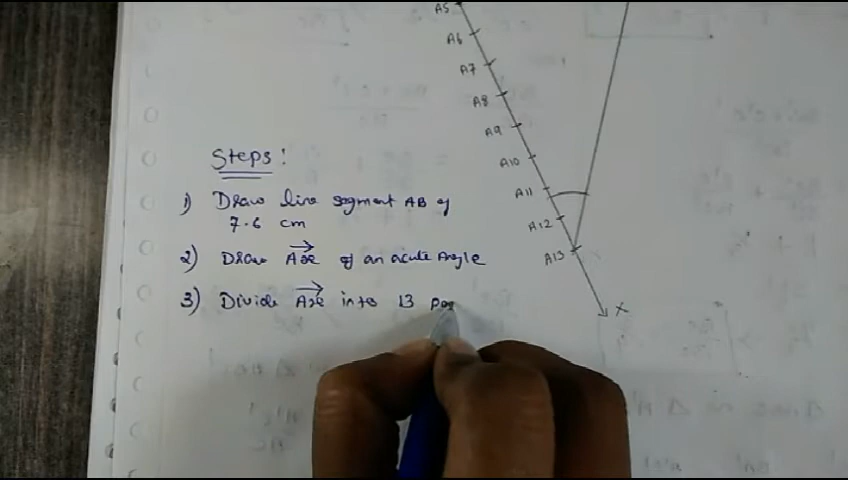 A5
A6
A7
A8
A9
A10
A11
A12
A13
X
Steps :
1) Draw line segment AB of
7.6 cm
2) Draw Ax of an acute Angle
3) Divide Ax into 13 par